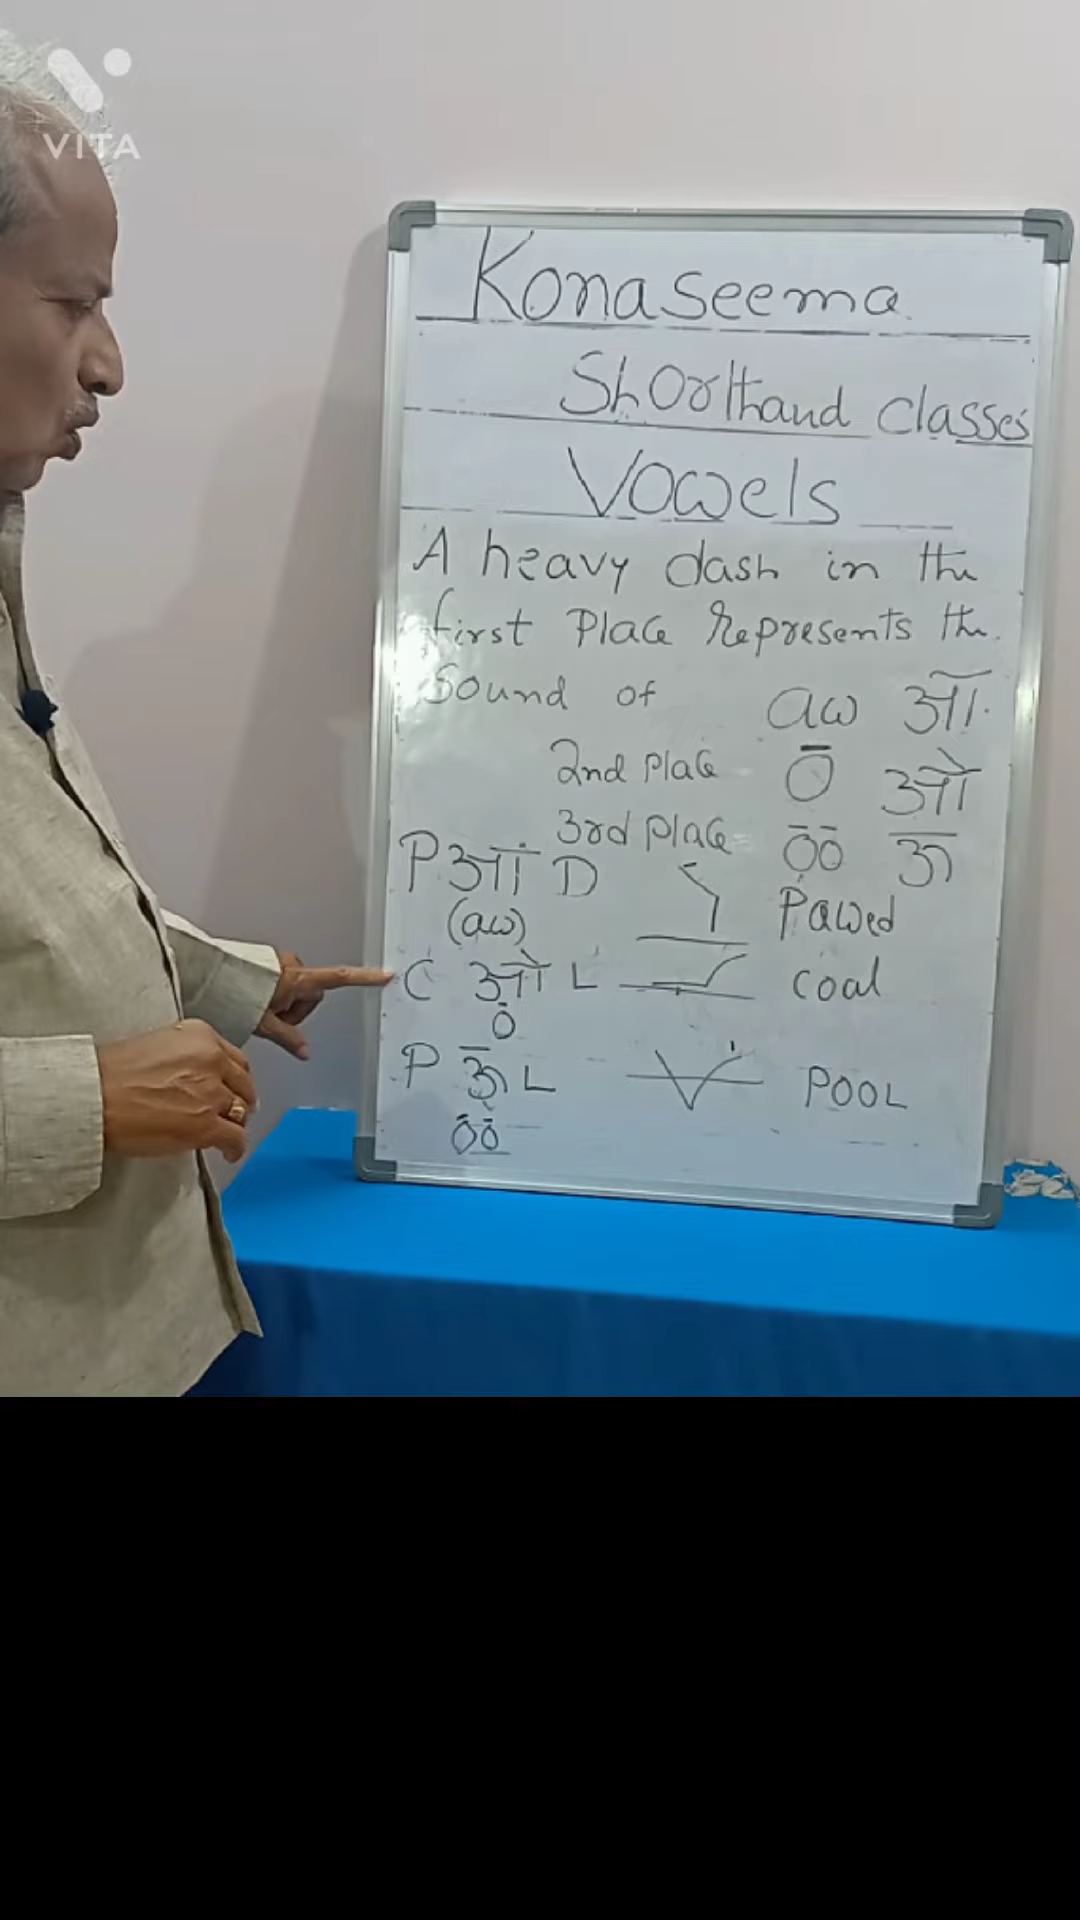 VITA
Konaseema
Shorthand classes
Vowels
A heavy dash in the
first Place represents the
Sound of aw ऑ
2nd Place ō ओ
3rd place = ōō ऊ
P ऑ D Pawed
(aw)
C ओ L coal
ō
P ऊ L POOL
ōō